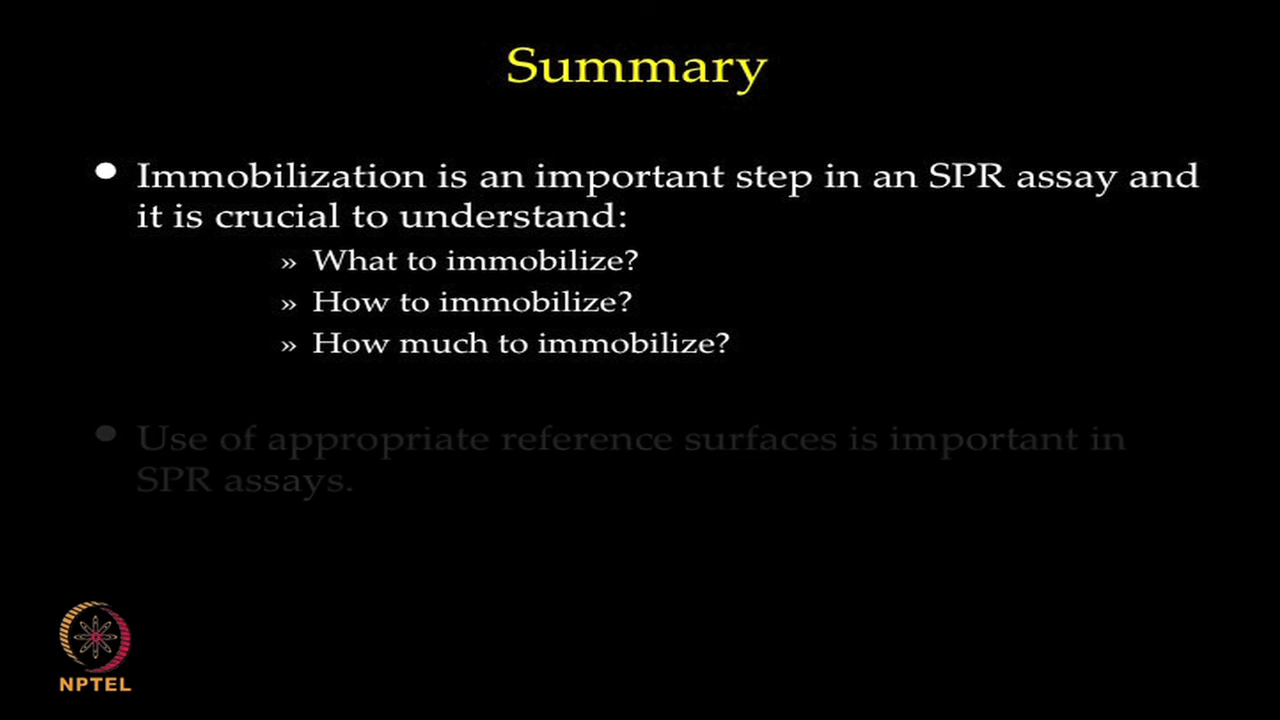 Summary
• Immobilization is an important step in an SPR assay and
it is crucial to understand:
» What to immobilize?
» How to immobilize?
» How much to immobilize?
• Use of appropriate reference surfaces is important in
SPR assays.
NPTEL